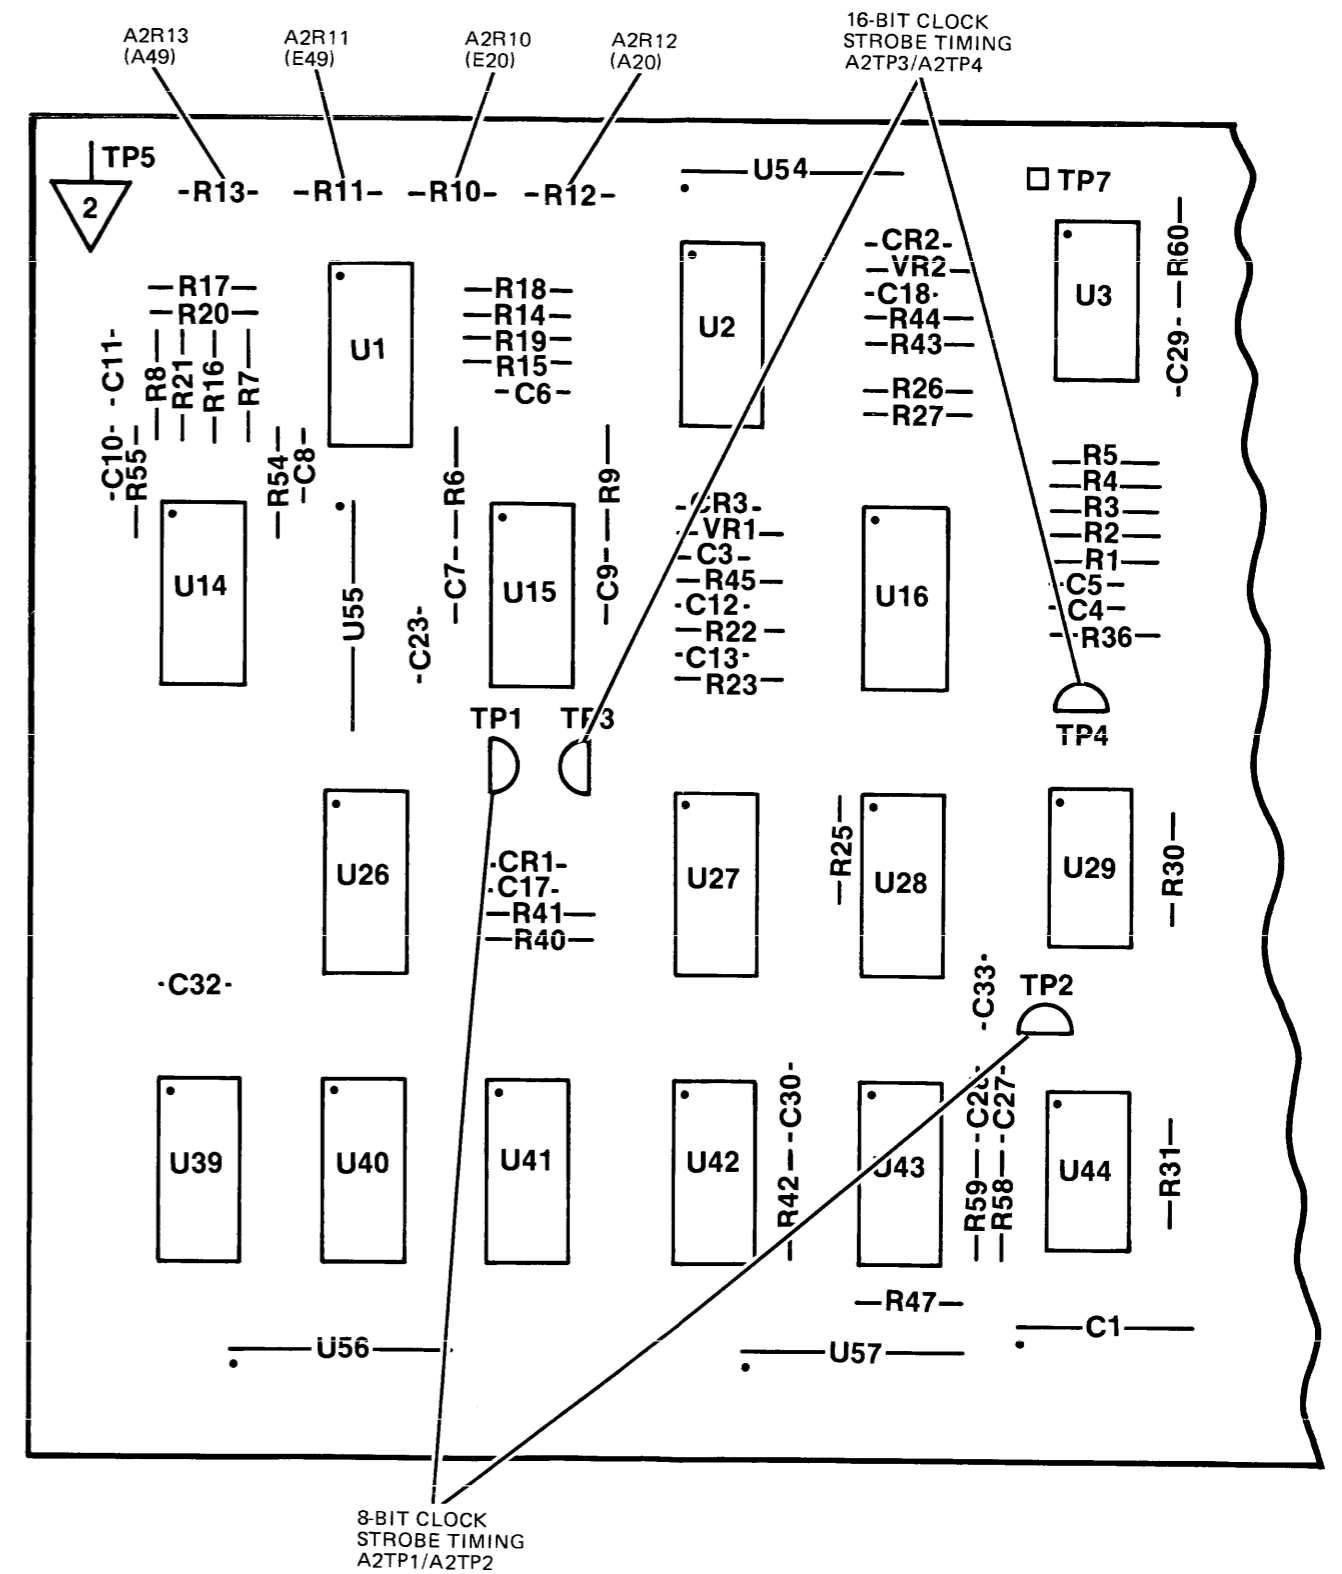 A2R13
(A49)
A2R11
(E49)
A2R10
(E20)
A2R12
(A20)
16-BIT CLOCK
STROBE TIMING
A2TP3/A2TP4
TP5
2
-R13-
-R11-
-R10-
-R12-
U54
TP7
R17
R20
C11
R8
R21
R16
R7
C10
R55
R54
C8
U1
R18
R14
R19
R15
C6
U2
CR2
VR2
C18
R44
R43
R26
R27
U3
R60
C29
U14
U55
C23
R6
C7
U15
R9
C9
CR3
VR1
C3
R45
C12
R22
C13
R23
U16
R5
R4
R3
R2
R1
C5
C4
R36
TP1
TP3
TP4
U26
CR1
C17
R41
R40
U27
R25
U28
U29
R30
C32
C33
TP2
U39
U40
U41
U42
C30
R42
U43
R59
C27
R58
U44
R31
R47
U56
U57
C1
8-BIT CLOCK
STROBE TIMING
A2TP1/A2TP2